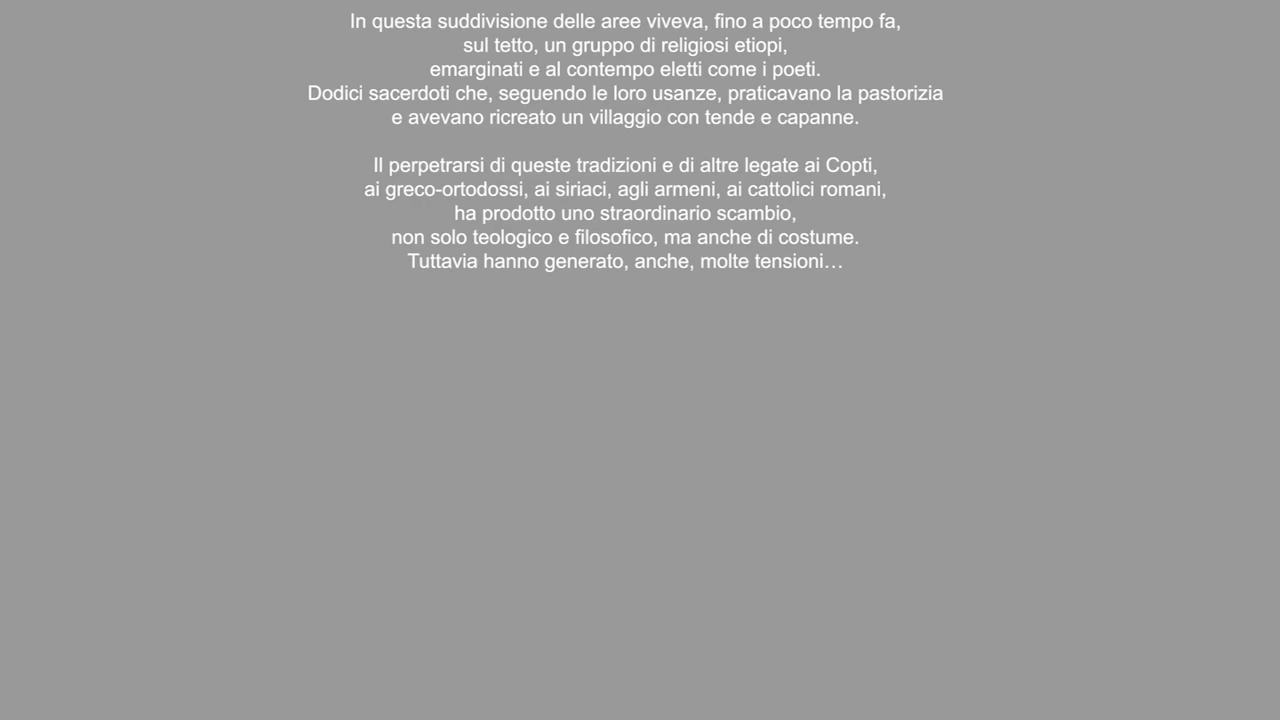 In questa suddivisione delle aree viveva, fino a poco tempo fa,
sul tetto, un gruppo di religiosi etiopi,
emarginati e al contempo eletti come i poeti.
Dodici sacerdoti che, seguendo le loro usanze, praticavano la pastorizia
e avevano ricreato un villaggio con tende e capanne.
Il perpetrarsi di queste tradizioni e di altre legate ai Copti,
ai greco-ortodossi, ai siriaci, agli armeni, ai cattolici romani,
ha prodotto uno straordinario scambio,
non solo teologico e filosofico, ma anche di costume.
Tuttavia hanno generato, anche, molte tensioni…